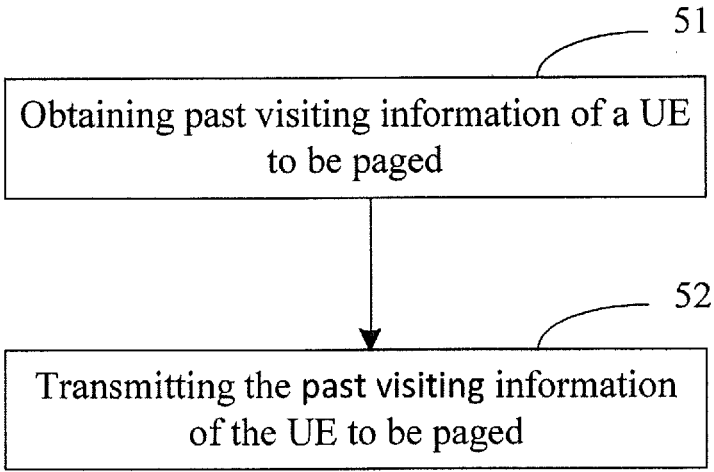 51
Obtaining past visiting information of a UE
to be paged
52
Transmitting the past visiting information
of the UE to be paged